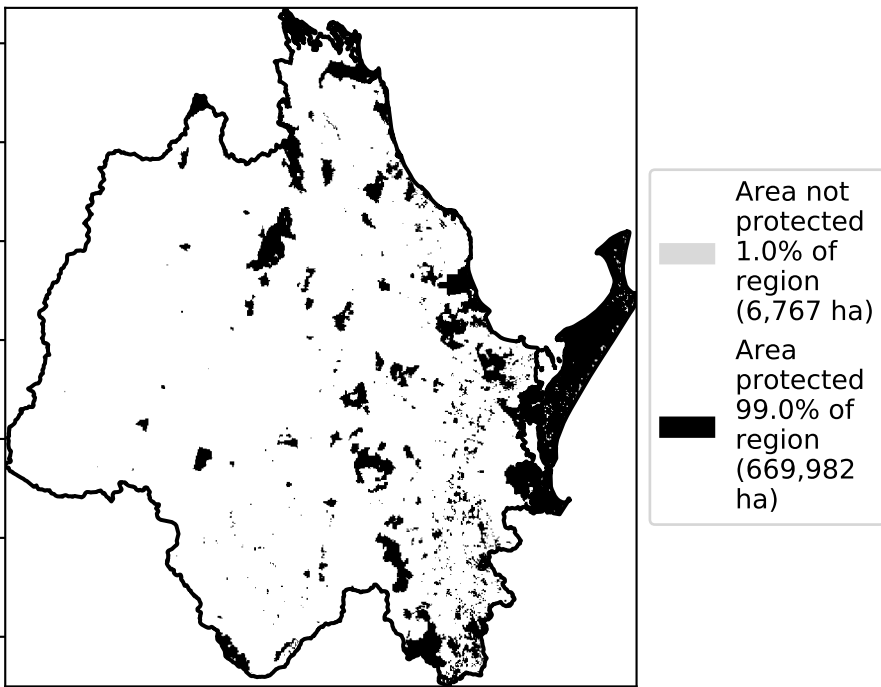 Area not
protected
1.0% of
region
(6,767 ha)
Area
protected
99.0% of
region
(669,982
ha)